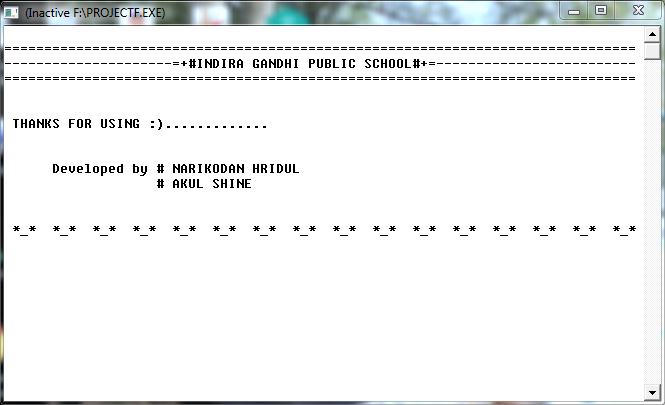 (Inactive F:\PROJECTF.EXE)
===============================================================================
---------------------=+#INDIRA GANDHI PUBLIC SCHOOL#+=-------------------------
===============================================================================
THANKS FOR USING :).............
Developed by # NARIKODAN HRIDUL
# AKUL SHINE
*_*  *_*  *_*  *_*  *_*  *_*  *_*  *_*  *_*  *_*  *_*  *_*  *_*  *_*  *_*  *_*